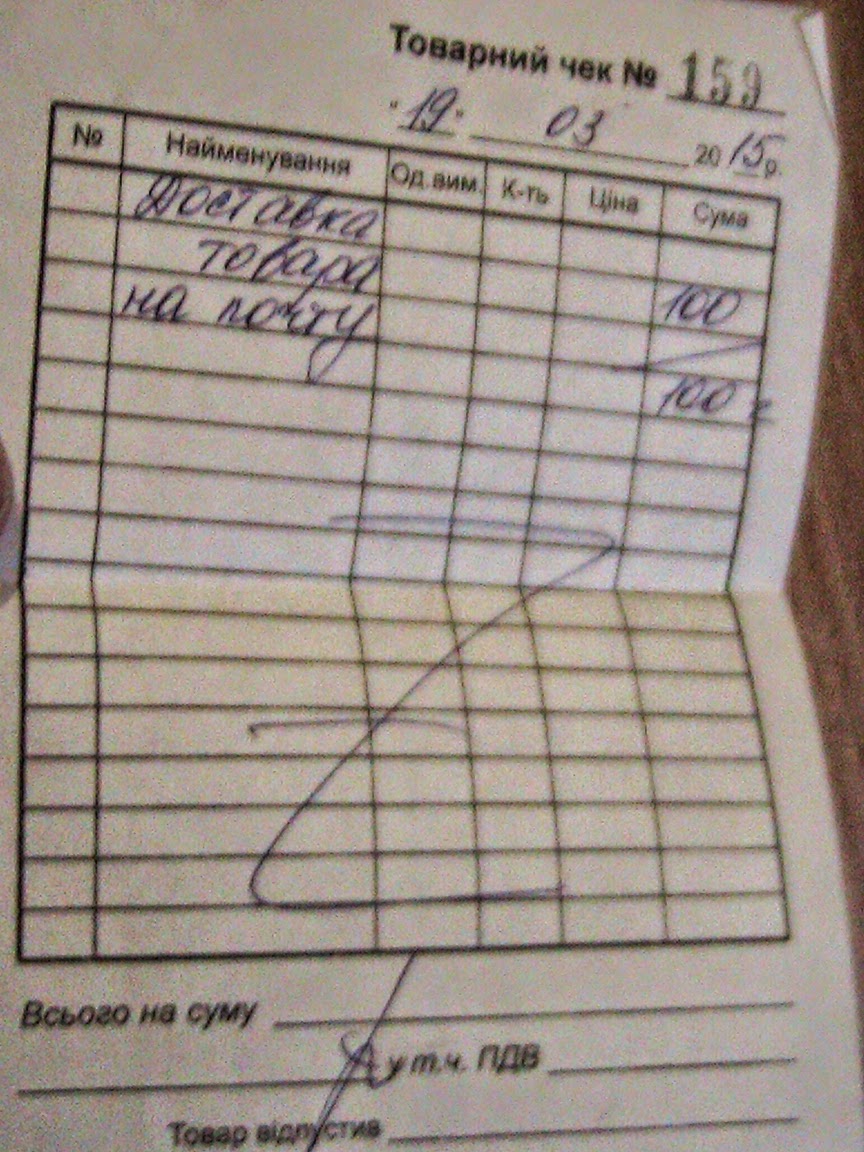 Товарний чек № 159
"19" 03 2015р.
№ Найменування Од.вим. К-ть Ціна Сума
Доставка
товара 100
на почту
100
Всього на суму
у т.ч. ПДВ
Товар відпустив